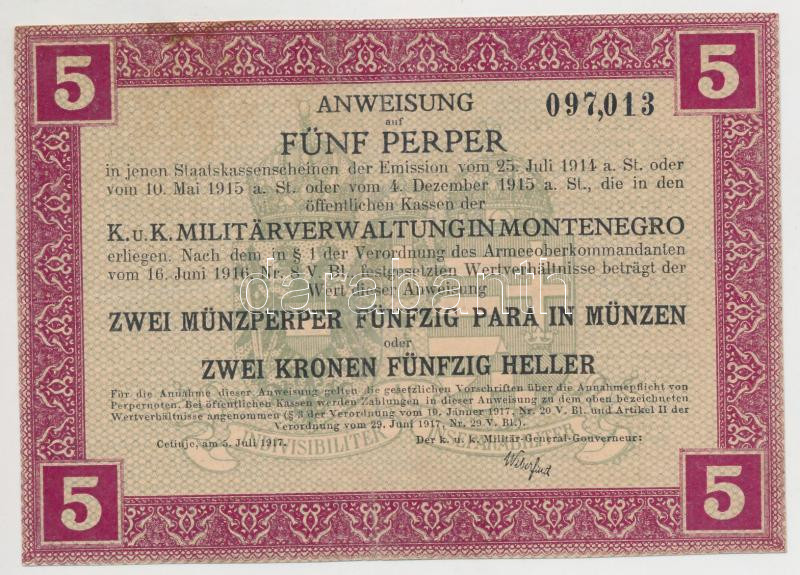 5
5
ANWEISUNG
097,013
auf
FÜNF PERPER
in jenen Staatskassenscheinen der Emission vom 25. Juli 1914 a. St. oder
vom 10. Mai 1915 a. St. oder vom 4. Dezember 1915 a. St., die in den
öffentlichen Kassen der
K. u. K. MILITÄRVERWALTUNG IN MONTENEGRO
erliegen. Nach dem in § 1 der Verordnung des Armeeoberkommandanten
vom 16. Juni 1916, Nr. 8 V. Bl., festgesetzten Wertverhältnisse beträgt der
Wert dieser Anweisung
darabanth
ZWEI MÜNZPERPER FÜNFZIG PARA IN MÜNZEN
oder
ZWEI KRONEN FÜNFZIG HELLER
Für die Annahme dieser Anweisung gelten die gesetzlichen Vorschriften über die Annahmepflicht von
Perpernoten. Bei öffentlichen Kassen werden Zahlungen in dieser Anweisung zu dem oben bezeichneten
Wertverhältnisse angenommen (§ 3 der Verordnung vom 10. Jänner 1917, Nr. 20 V. Bl. und Artikel II der
Verordnung vom 29. Juni 1917, Nr. 29 V. Bl.).
Cetinje, am 5. Juli 1917.
Der k. u. k. Militär-General-Gouverneur:
5
5